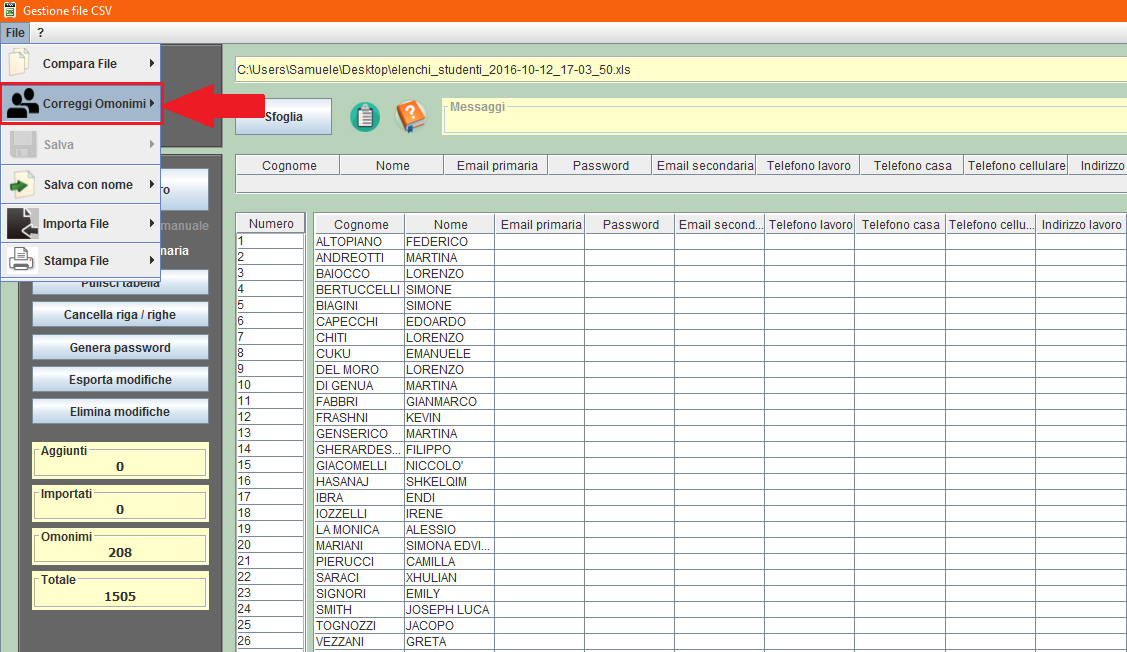 Gestione file CSV
File ?
Compara File
Correggi Omonimi
Salva
Salva con nome
Importa File
Stampa File
C:\Users\Samuele\Desktop\elenchi_studenti_2016-10-12_17-03_50.xls
Sfoglia
Messaggi
Cognome Nome Email primaria Password Email secondaria Telefono lavoro Telefono casa Telefono cellulare Indirizzo
ro
manuale
naria
Pulisci tabella
Cancella riga / righe
Genera password
Esporta modifiche
Elimina modifiche
Aggiunti
0
Importati
0
Omonimi
208
Totale
1505
Numero Cognome Nome Email primaria Password Email second... Telefono lavoro Telefono casa Telefono cellu... Indirizzo lavoro
1 ALTOPIANO FEDERICO
2 ANDREOTTI MARTINA
3 BAIOCCO LORENZO
4 BERTUCCELLI SIMONE
5 BIAGINI SIMONE
6 CAPECCHI EDOARDO
7 CHITI LORENZO
8 CUKU EMANUELE
9 DEL MORO LORENZO
10 DI GENUA MARTINA
11 FABBRI GIANMARCO
12 FRASHNI KEVIN
13 GENSERICO MARTINA
14 GHERARDES... FILIPPO
15 GIACOMELLI NICCOLO'
16 HASANAJ SHKELQIM
17 IBRA ENDI
18 IOZZELLI IRENE
19 LA MONICA ALESSIO
20 MARIANI SIMONA EDVI...
21 PIERUCCI CAMILLA
22 SARACI XHULIAN
23 SIGNORI EMILY
24 SMITH JOSEPH LUCA
25 TOGNOZZI JACOPO
26 VEZZANI GRETA